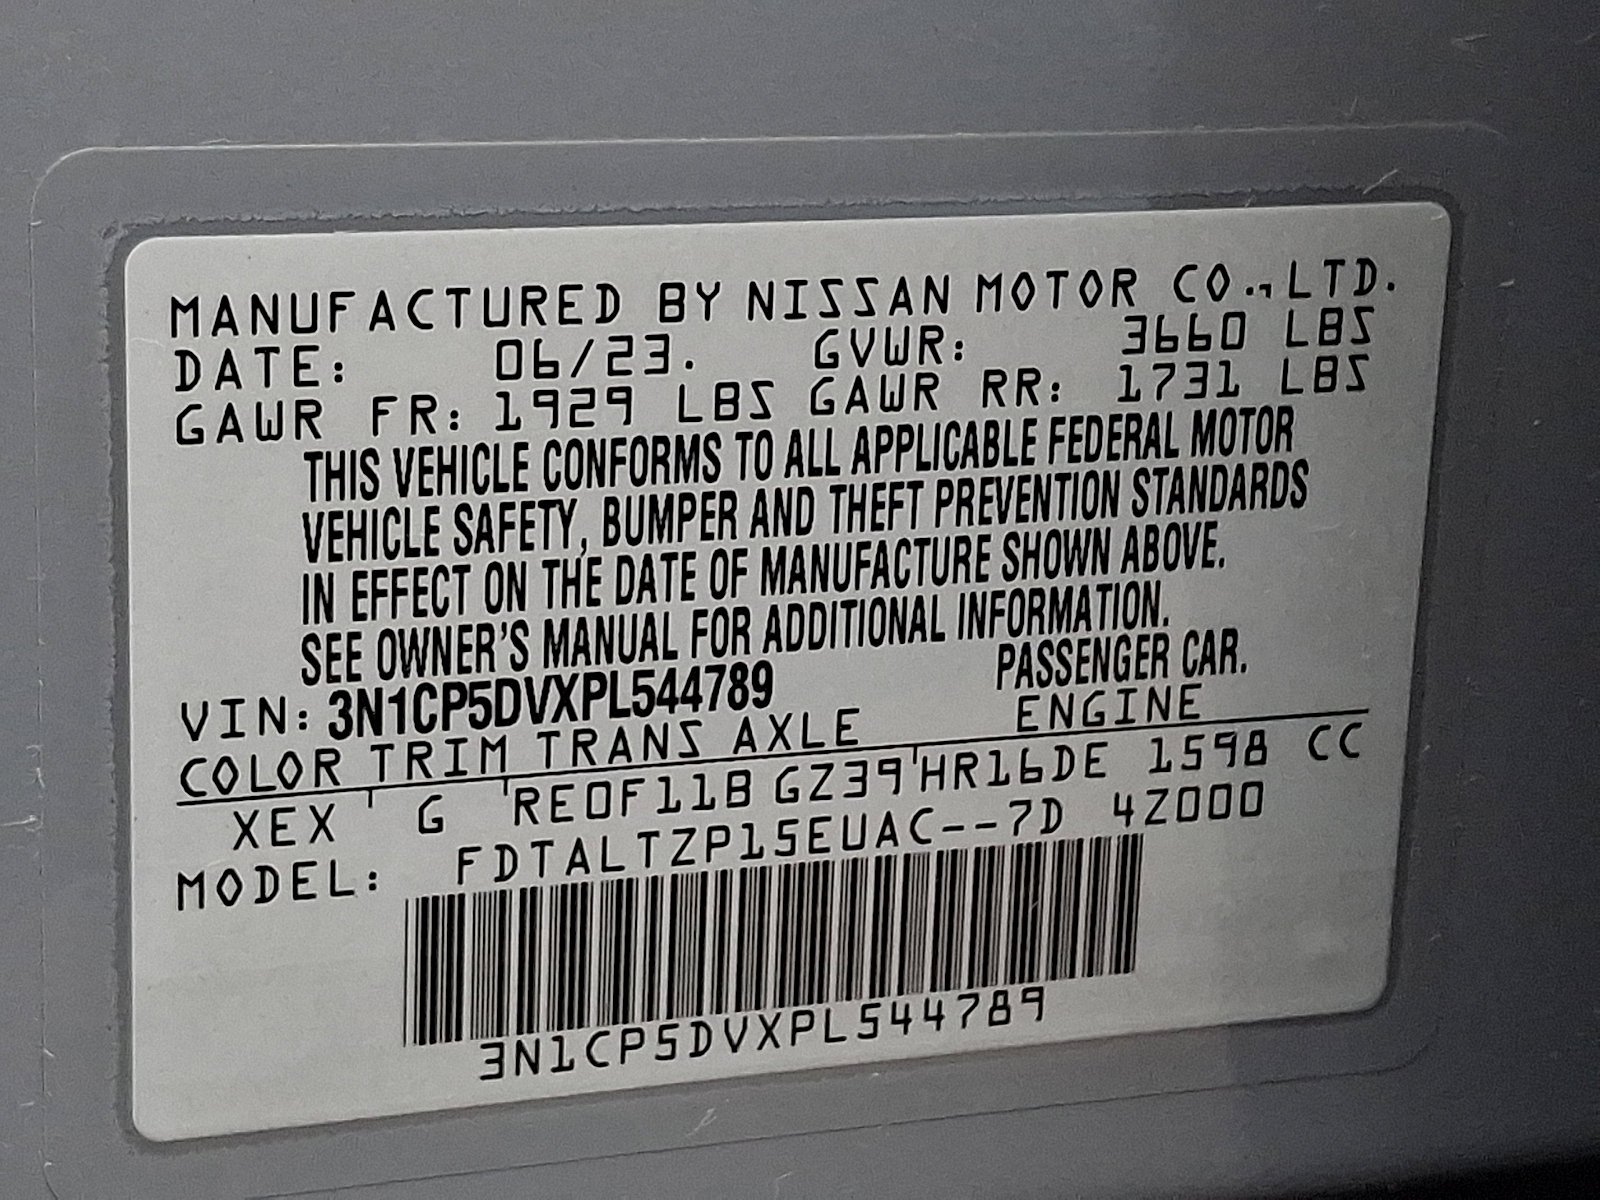 MANUFACTURED BY NISSAN MOTOR CO., LTD.
DATE: 06/23. GVWR: 3660 LBS
GAWR FR: 1929 LBS GAWR RR: 1731 LBS
THIS VEHICLE CONFORMS TO ALL APPLICABLE FEDERAL MOTOR
VEHICLE SAFETY, BUMPER AND THEFT PREVENTION STANDARDS
IN EFFECT ON THE DATE OF MANUFACTURE SHOWN ABOVE.
SEE OWNER'S MANUAL FOR ADDITIONAL INFORMATION.
VIN: 3N1CP5DVXPL544789 PASSENGER CAR.
COLOR TRIM TRANS AXLE ENGINE
XEX G RE0F11B GZ39 HR16DE 1598 CC
MODEL: FDTALTZP15EUAC--7D 4Z000
3N1CP5DVXPL544789